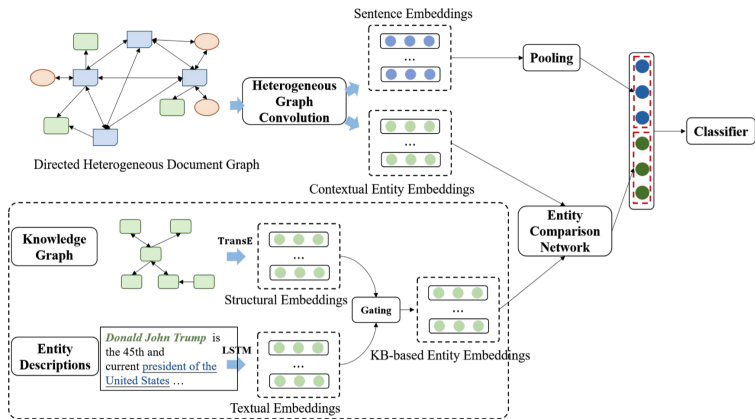 Sentence Embeddings
...
Pooling
Heterogeneous
Graph
Convolution
...
Classifier
Directed Heterogeneous Document Graph
Contextual Entity Embeddings
Entity
Comparison
Network
Knowledge
Graph
TransE
...
Structural Embeddings
Gating
...
KB-based Entity Embeddings
Entity
Descriptions
Donald John Trump is
the 45th and
current president of the
United States ...
LSTM
...
Textual Embeddings